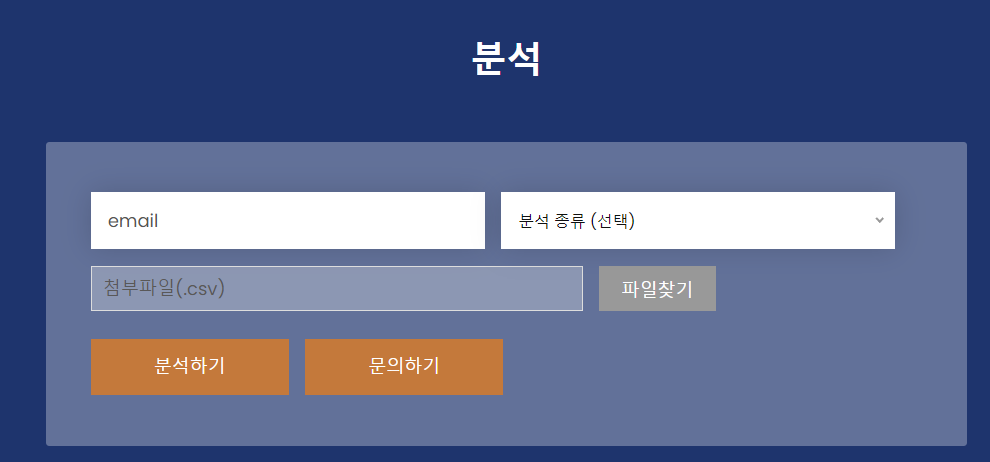 분석
email
분석 종류 (선택)
첨부파일(.csv)
파일찾기
분석하기
문의하기